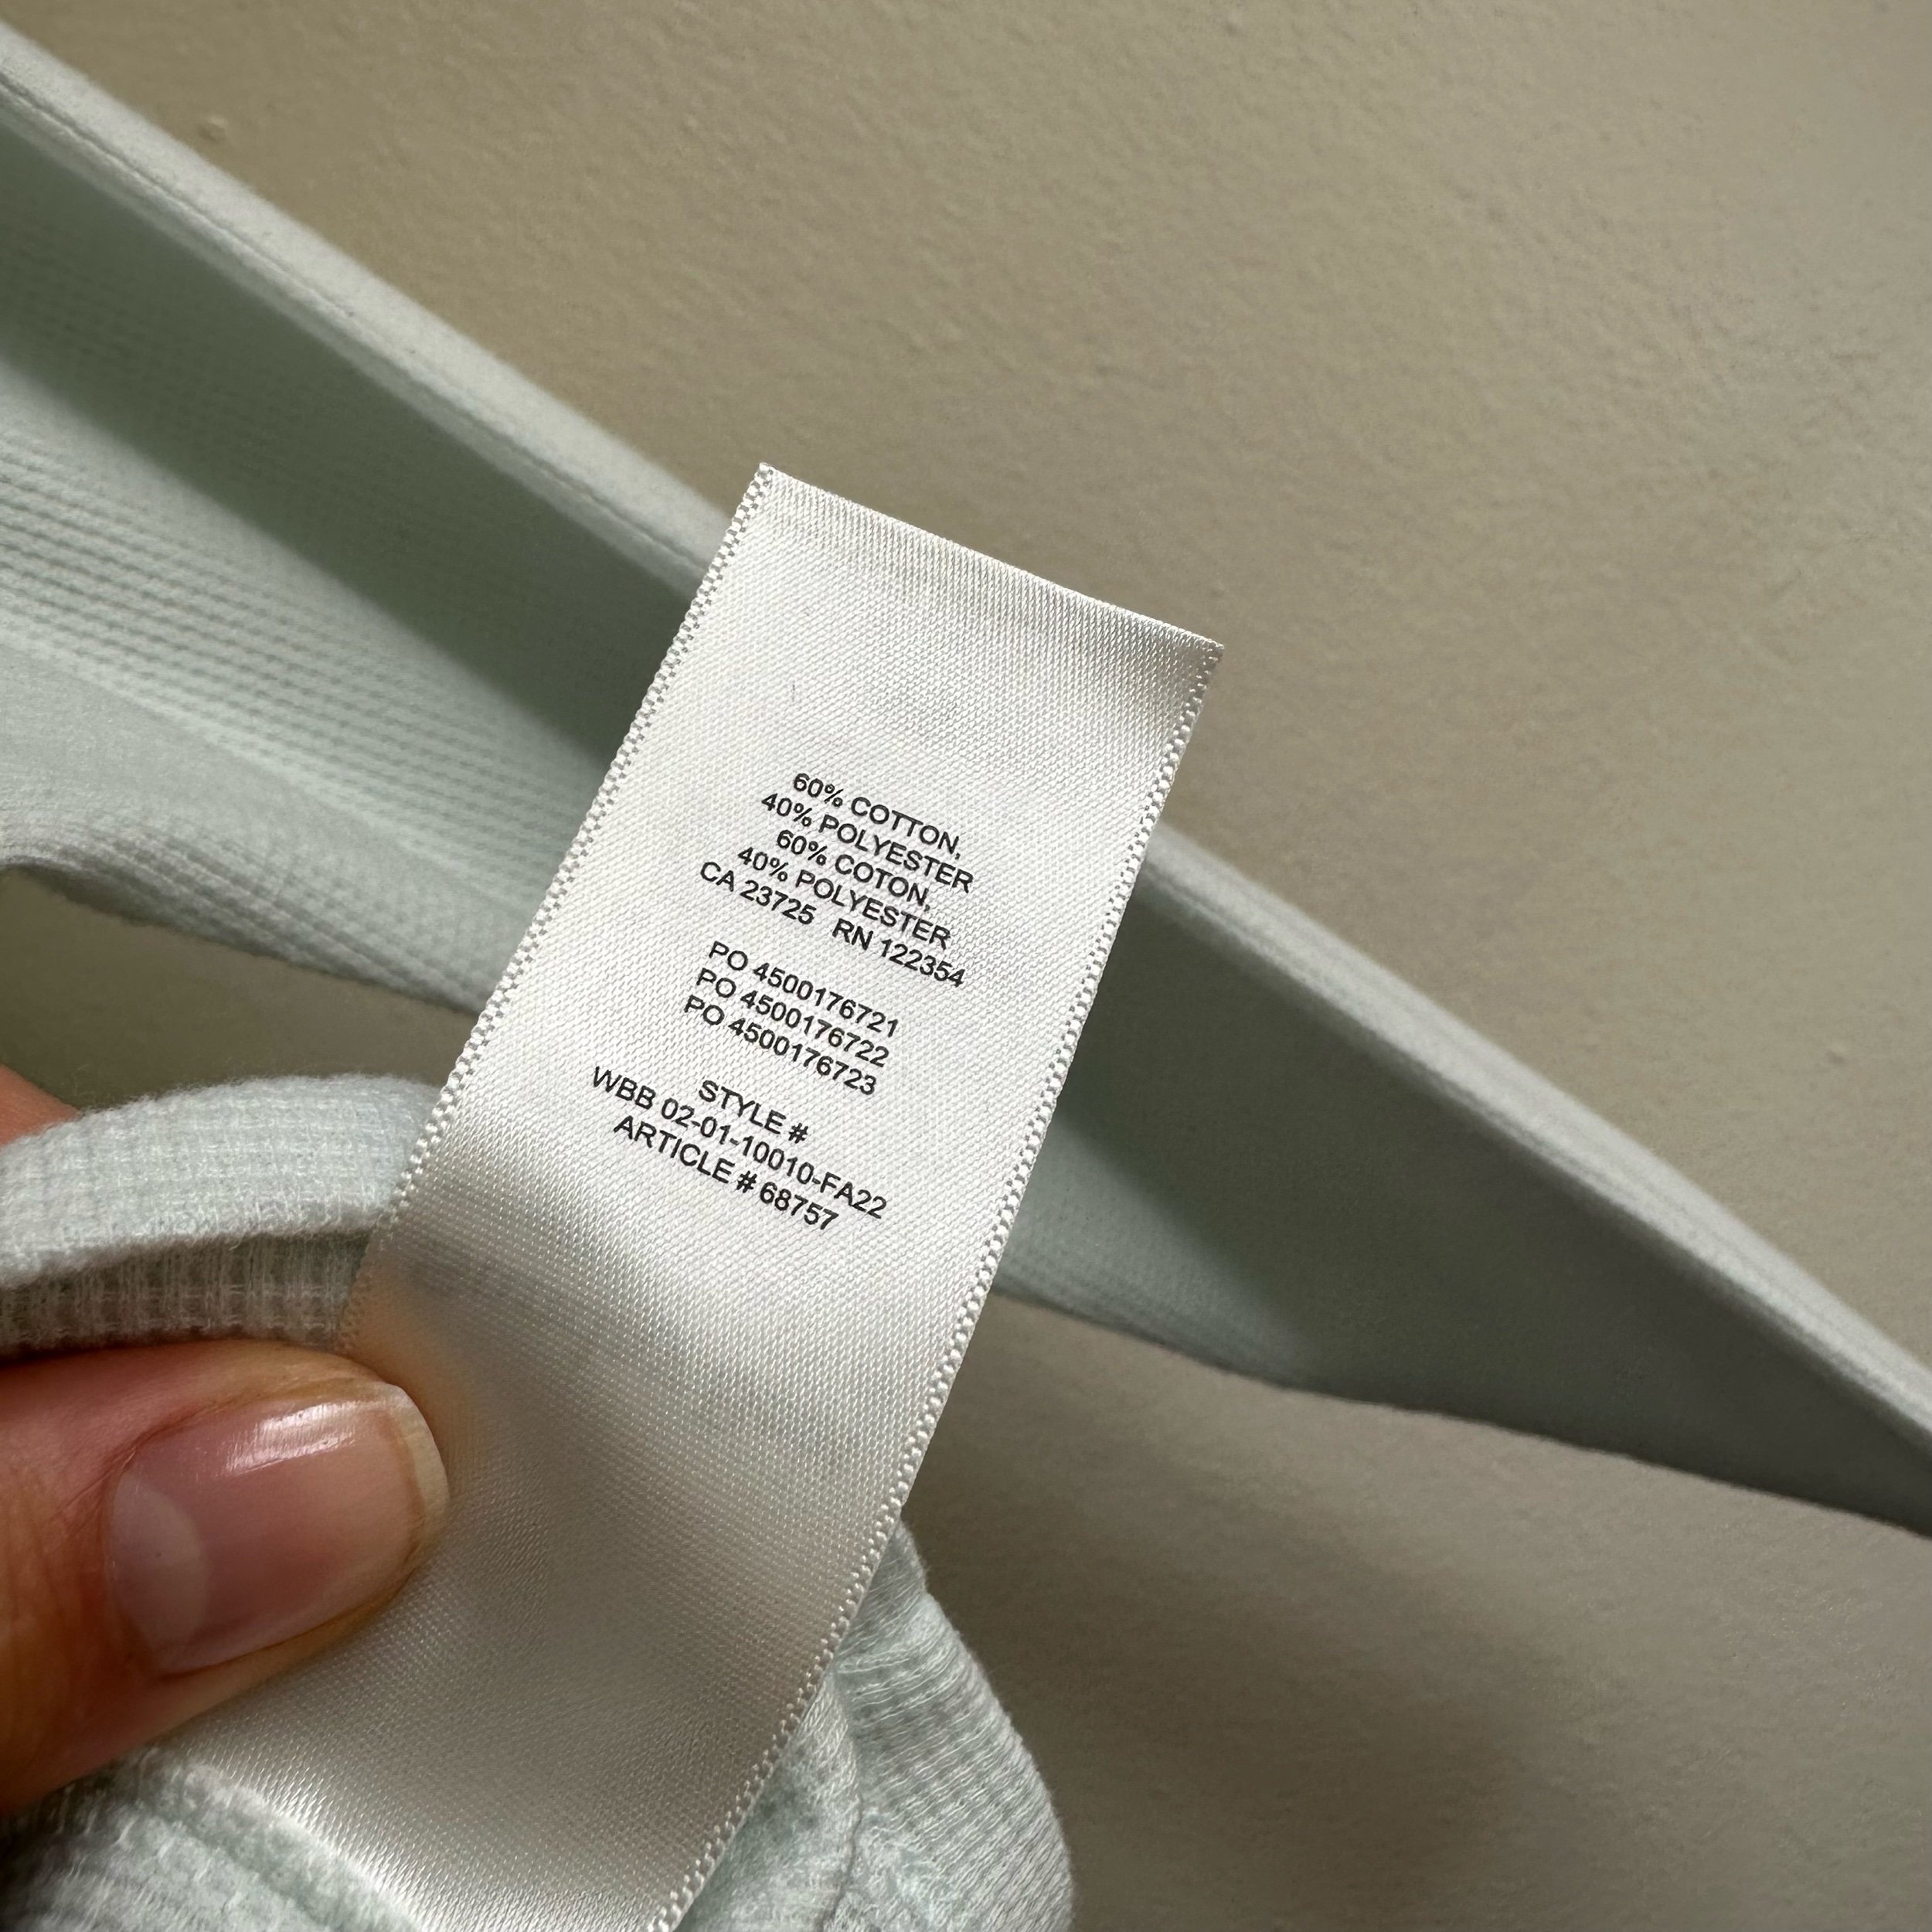 60% COTTON,
40% POLYESTER
60% COTON,
40% POLYESTER
CA 23725 RN 122354
PO 4500176721
PO 4500176722
PO 4500176723
STYLE #
WBB 02-01-10010-FA22
ARTICLE # 68757